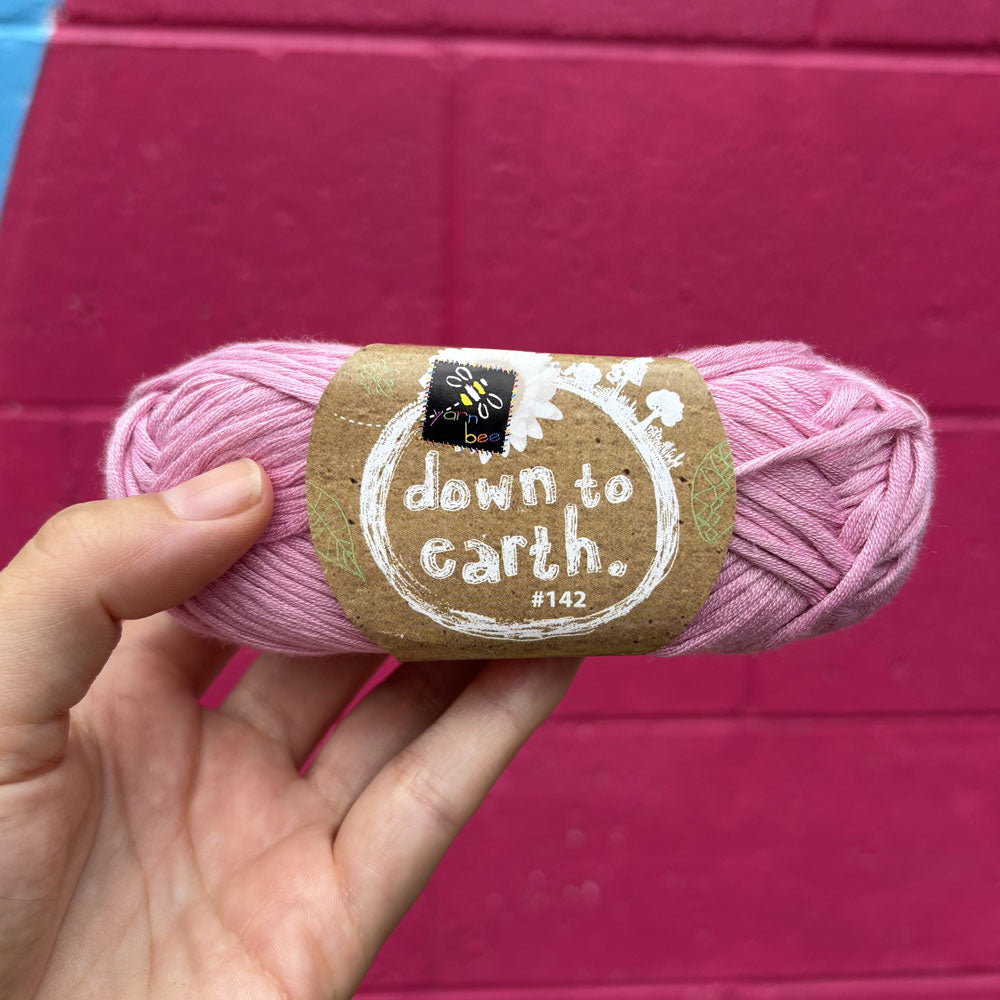 yarn
bee
down to
earth.
#142